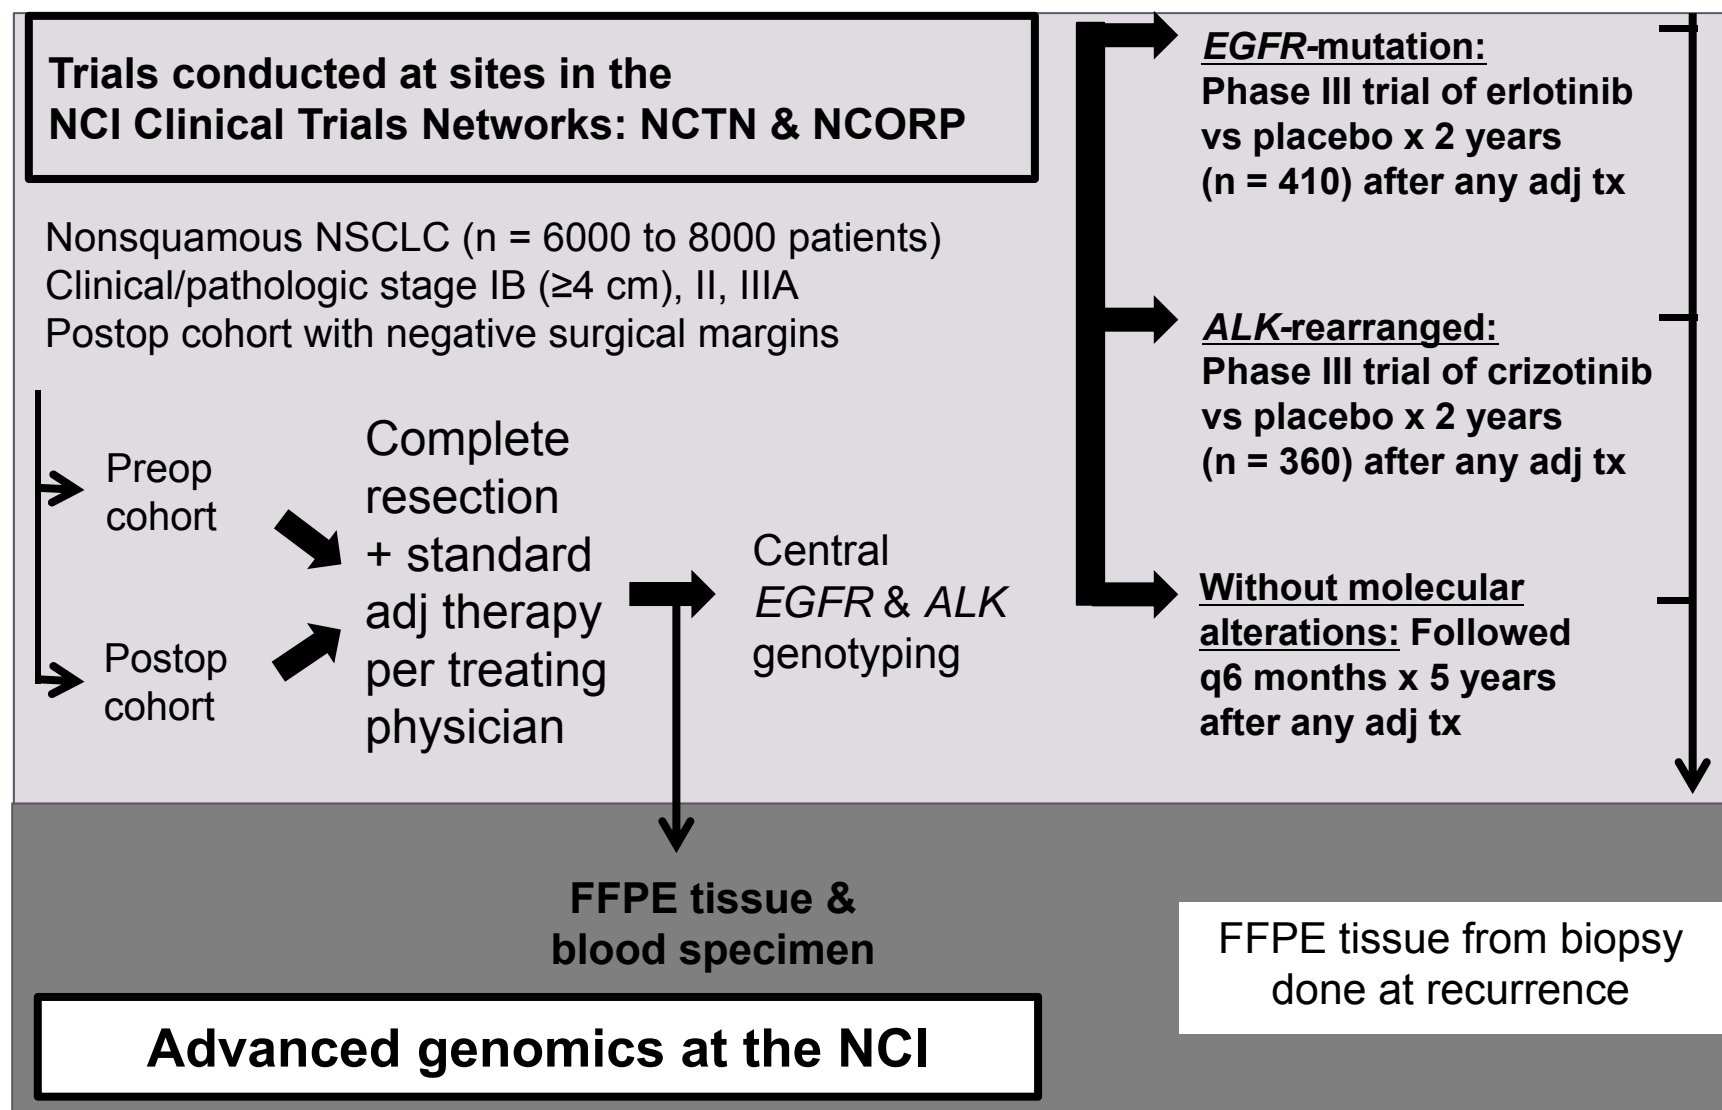 Trials conducted at sites in the
NCI Clinical Trials Networks: NCTN & NCORP
Nonsquamous NSCLC (n = 6000 to 8000 patients)
Clinical/pathologic stage IB (≥4 cm), II, IIIA
Postop cohort with negative surgical margins
Preop
cohort
Postop
cohort
Complete
resection
+ standard
adj therapy
per treating
physician
Central
EGFR & ALK
genotyping
EGFR-mutation:
Phase III trial of erlotinib
vs placebo x 2 years
(n = 410) after any adj tx
ALK-rearranged:
Phase III trial of crizotinib
vs placebo x 2 years
(n = 360) after any adj tx
Without molecular
alterations: Followed
q6 months x 5 years
after any adj tx
FFPE tissue &
blood specimen
FFPE tissue from biopsy
done at recurrence
Advanced genomics at the NCI